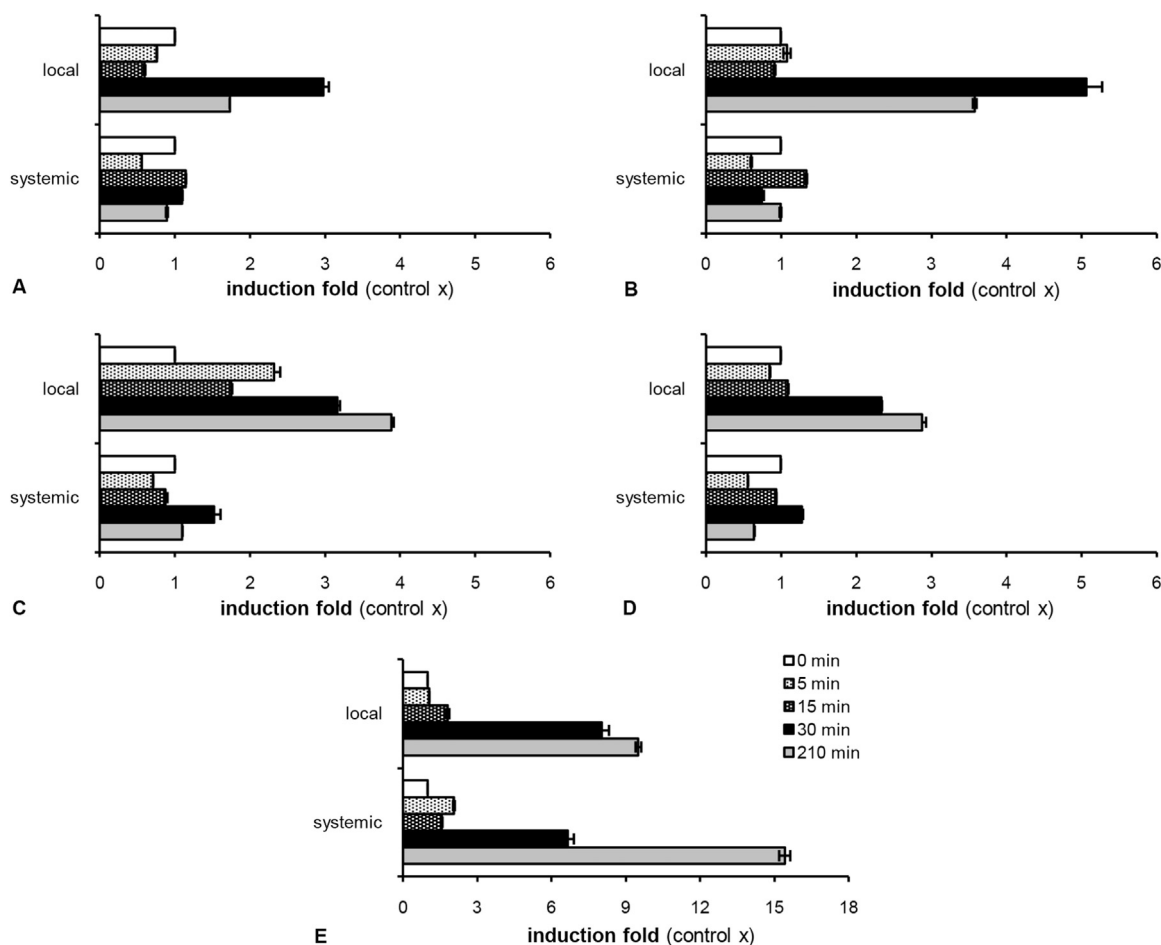 local
systemic
0 1 2 3 4 5 6
A induction fold (control x)
local
systemic
0 1 2 3 4 5 6
B induction fold (control x)
local
systemic
0 1 2 3 4 5 6
C induction fold (control x)
local
systemic
0 1 2 3 4 5 6
D induction fold (control x)
local
systemic
0 3 6 9 12 15 18
E induction fold (control x)
0 min
5 min
15 min
30 min
210 min